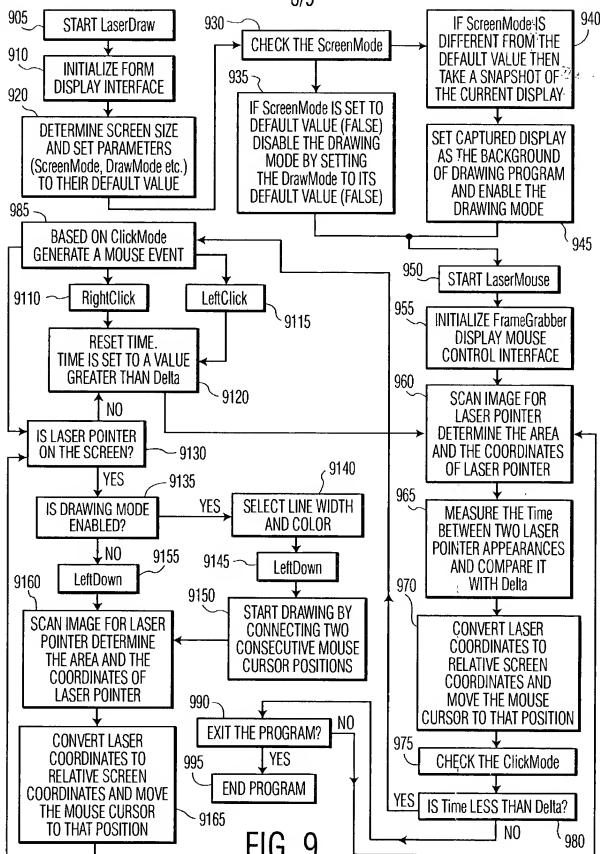 8/9
905
START LaserDraw
910
INITIALIZE FORM
DISPLAY INTERFACE
920
DETERMINE SCREEN SIZE
AND SET PARAMETERS
(ScreenMode, DrawMode etc.)
TO THEIR DEFAULT VALUE
930
CHECK THE ScreenMode
935
IF ScreenMode IS SET TO
DEFAULT VALUE (FALSE)
DISABLE THE DRAWING
MODE BY SETTING
THE DrawMode TO ITS
DEFAULT VALUE (FALSE)
940
IF ScreenMode IS
DIFFERENT FROM THE
DEFAULT VALUE THEN
TAKE A SNAPSHOT OF
THE CURRENT DISPLAY
SET CAPTURED DISPLAY
AS THE BACKGROUND
OF DRAWING PROGRAM
AND ENABLE THE
DRAWING MODE
945
950
START LaserMouse
955
INITIALIZE FrameGrabber
DISPLAY MOUSE
CONTROL INTERFACE
960
SCAN IMAGE FOR
LASER POINTER
DETERMINE THE AREA
AND THE COORDINATES
OF LASER POINTER
965
MEASURE THE Time
BETWEEN TWO LASER
POINTER APPEARANCES
AND COMPARE IT
WITH Delta
970
CONVERT LASER
COORDINATES TO
RELATIVE SCREEN
COORDINATES AND
MOVE THE MOUSE
CURSOR TO THAT POSITION
975
CHECK THE ClickMode
YES
IS Time LESS THAN Delta?
NO
980
985
BASED ON ClickMode
GENERATE A MOUSE EVENT
9110
RightClick
LeftClick
9115
RESET TIME.
TIME IS SET TO A VALUE
GREATER THAN Delta
9120
NO
IS LASER POINTER
ON THE SCREEN?
9130
YES
9135
IS DRAWING MODE
ENABLED?
YES
9140
SELECT LINE WIDTH
AND COLOR
9145
LeftDown
9150
START DRAWING BY
CONNECTING TWO
CONSECUTIVE MOUSE
CURSOR POSITIONS
NO
9155
LeftDown
9160
SCAN IMAGE FOR LASER
POINTER DETERMINE
THE AREA AND THE
COORDINATES OF
LASER POINTER
CONVERT LASER
COORDINATES TO
RELATIVE SCREEN
COORDINATES AND MOVE
THE MOUSE CURSOR
TO THAT POSITION
9165
990
EXIT THE PROGRAM?
NO
YES
995
END PROGRAM
FIG. 9